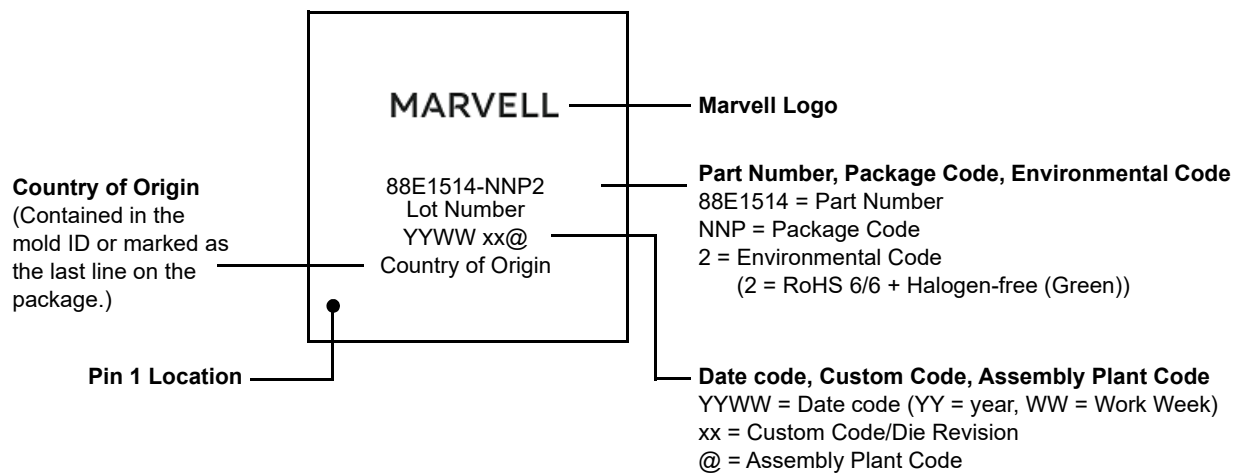 MARVELL
Marvell Logo
Country of Origin
(Contained in the
mold ID or marked as
the last line on the
package.)
88E1514-NNP2
Lot Number
YYWW xx@
Country of Origin
Part Number, Package Code, Environmental Code
88E1514 = Part Number
NNP = Package Code
2 = Environmental Code
(2 = RoHS 6/6 + Halogen-free (Green))
Pin 1 Location
Date code, Custom Code, Assembly Plant Code
YYWW = Date code (YY = year, WW = Work Week)
xx = Custom Code/Die Revision
@ = Assembly Plant Code